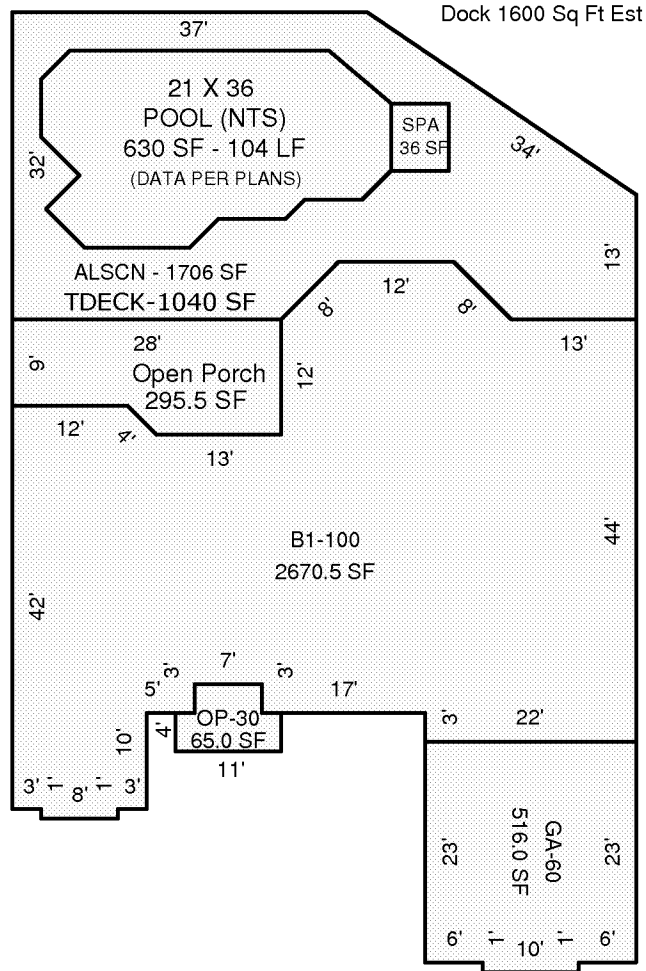 Dock 1600 Sq Ft Est
37'
21 X 36
POOL (NTS)
630 SF - 104 LF
(DATA PER PLANS)
SPA
36 SF
34'
32'
13'
ALSCN - 1706 SF
TDECK-1040 SF
12'
8'
8'
28'
13'
9'
Open Porch
295.5 SF
12'
12'
4'
13'
44'
B1-100
2670.5 SF
42'
7'
3'
3'
5'
17'
OP-30
65.0 SF
4'
10'
11'
3'
22'
3'
1'
8'
1'
3'
GA-60
516.0 SF
23'
23'
6'
1'
10'
1'
6'